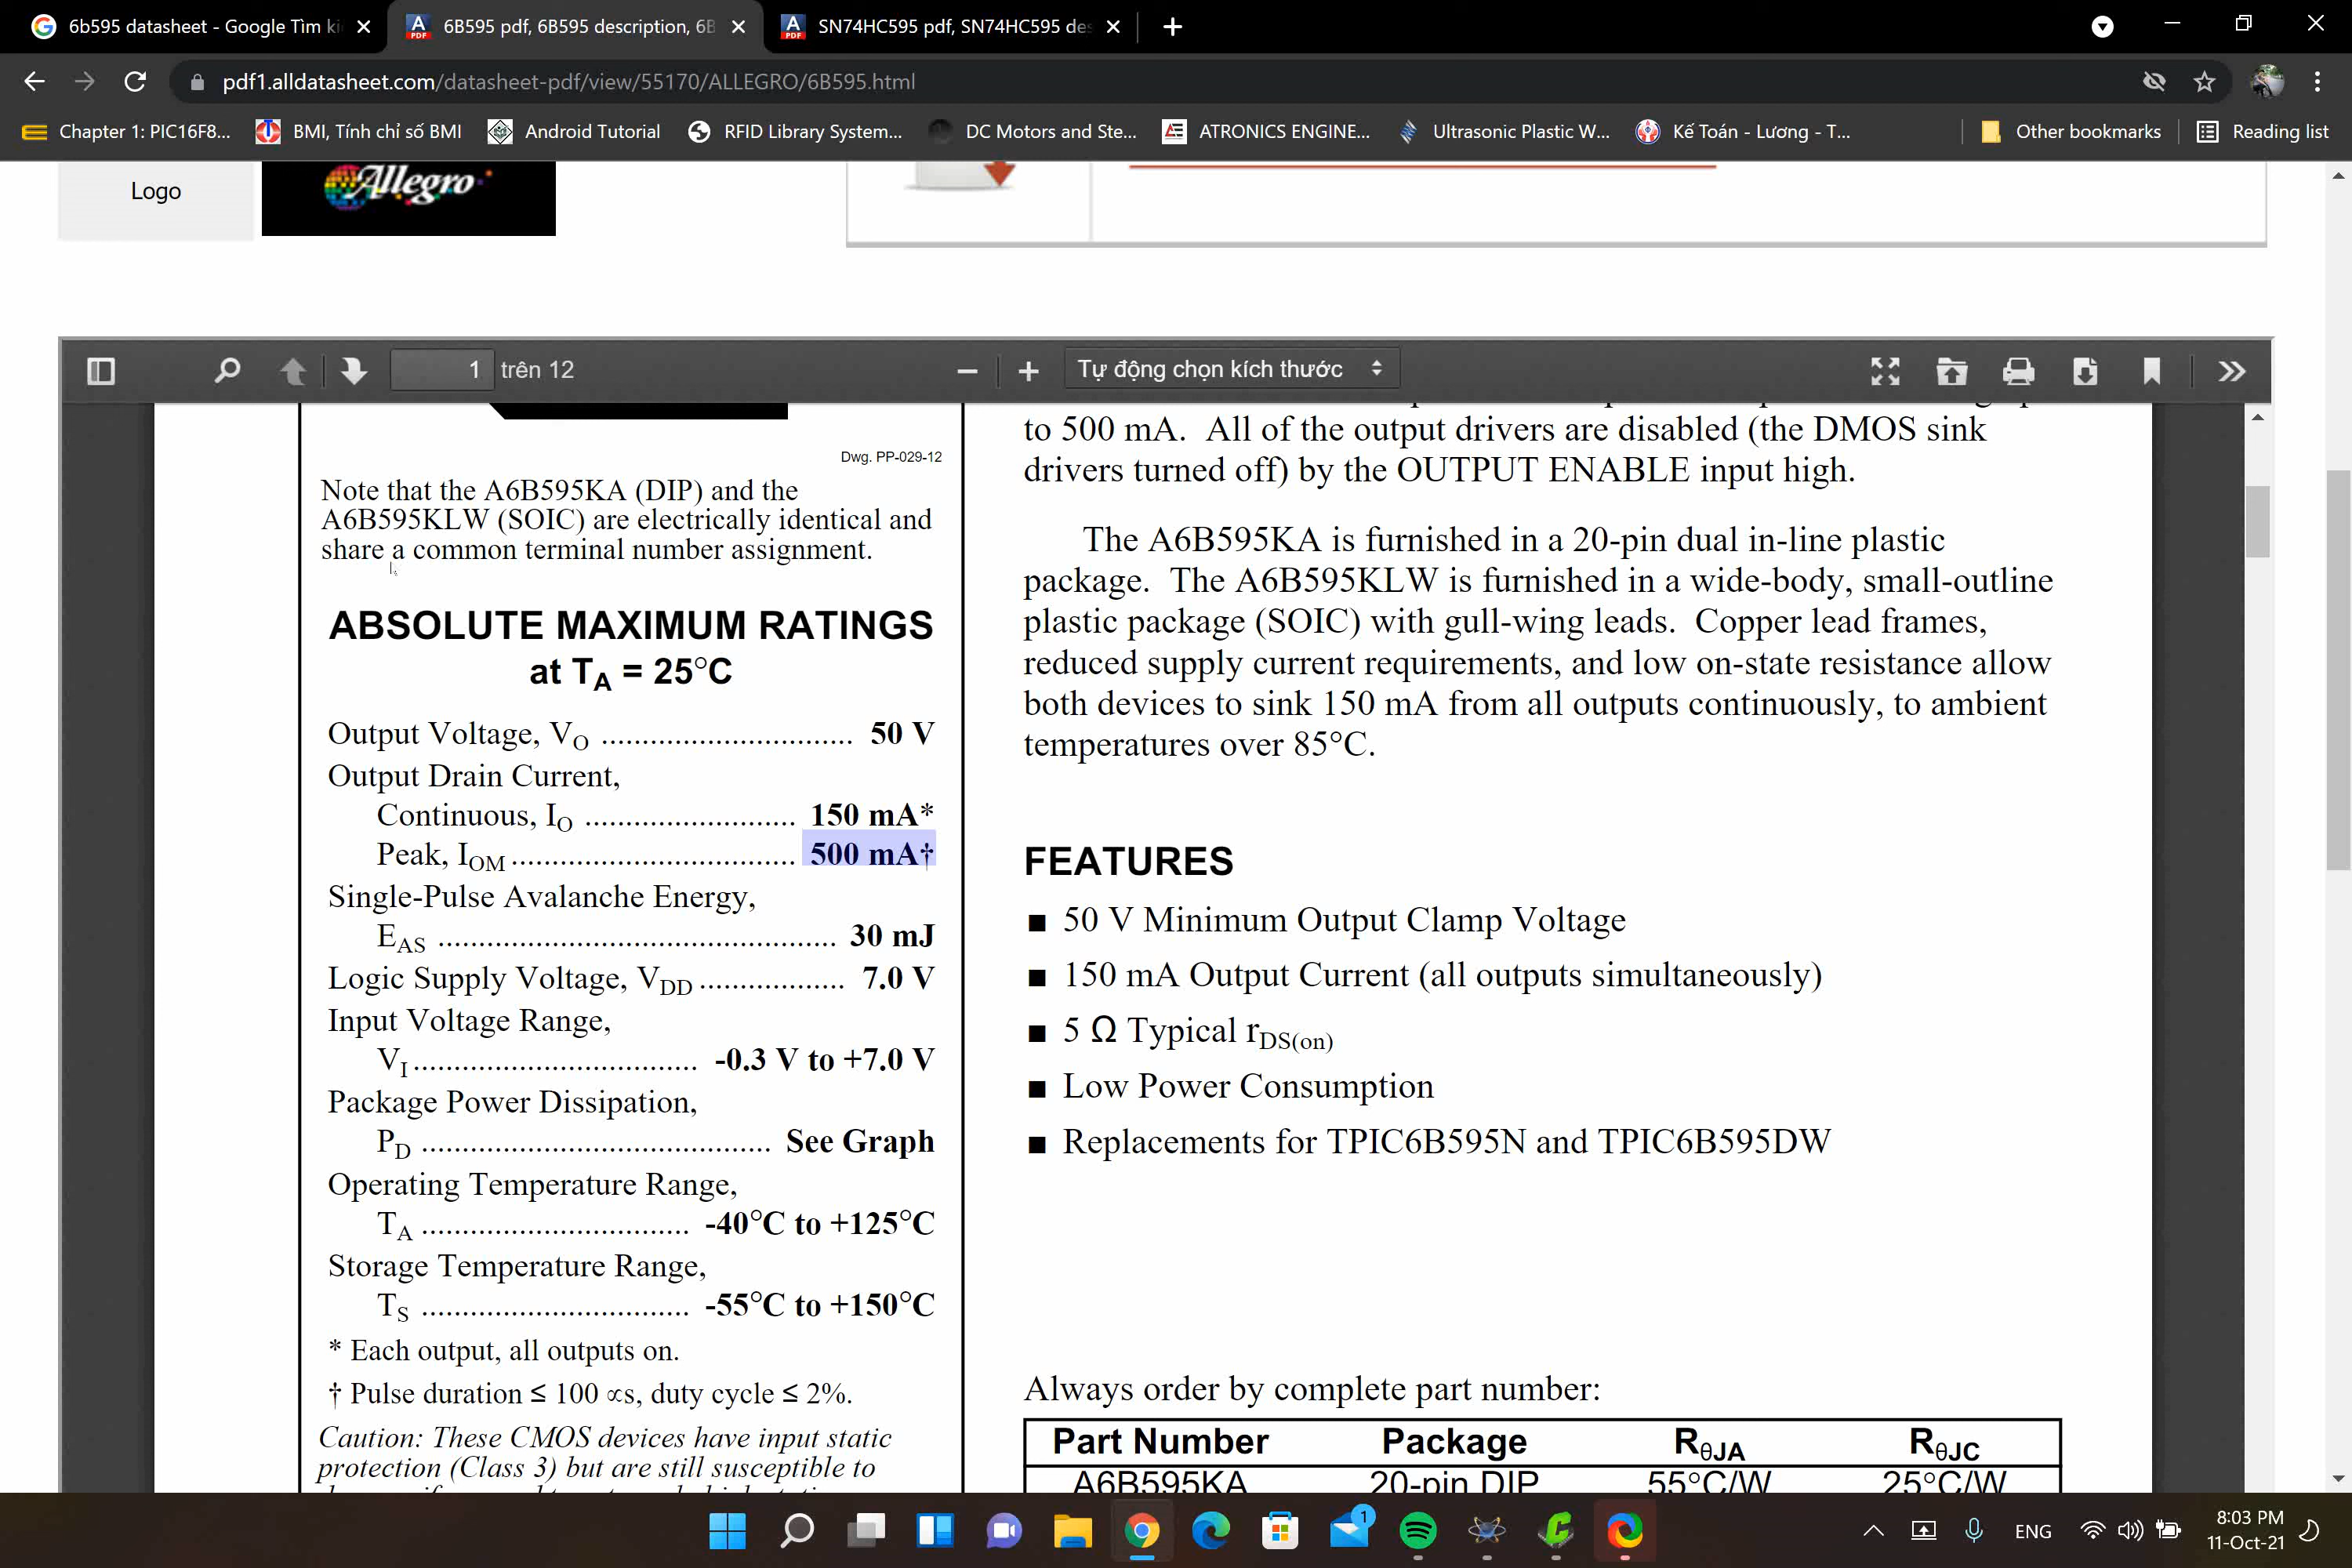 6b595 datasheet - Google Tìm ki
6B595 pdf, 6B595 description, 6B
SN74HC595 pdf, SN74HC595 des
pdf1.alldatasheet.com/datasheet-pdf/view/55170/ALLEGRO/6B595.html
Chapter 1: PIC16F8...
BMI, Tính chỉ số BMI
Android Tutorial
RFID Library System...
DC Motors and Ste...
ATRONICS ENGINE...
Ultrasonic Plastic W...
Kế Toán - Lương - T...
Other bookmarks
Reading list
Logo
Allegro
1 trên 12
Tự động chọn kích thước
Dwg. PP-029-12
Note that the A6B595KA (DIP) and the
A6B595KLW (SOIC) are electrically identical and
share a common terminal number assignment.
ABSOLUTE MAXIMUM RATINGS
at TA = 25°C
Output Voltage, VO ............................... 50 V
Output Drain Current,
Continuous, IO .......................... 150 mA*
Peak, IOM ................................... 500 mA†
Single-Pulse Avalanche Energy,
EAS ................................................. 30 mJ
Logic Supply Voltage, VDD .................. 7.0 V
Input Voltage Range,
VI ................................... -0.3 V to +7.0 V
Package Power Dissipation,
PD ........................................... See Graph
Operating Temperature Range,
TA ................................. -40°C to +125°C
Storage Temperature Range,
TS ................................. -55°C to +150°C
* Each output, all outputs on.
† Pulse duration ≤ 100 ∝s, duty cycle ≤ 2%.
Caution: These CMOS devices have input static
protection (Class 3) but are still susceptible to
to 500 mA. All of the output drivers are disabled (the DMOS sink
drivers turned off) by the OUTPUT ENABLE input high.
The A6B595KA is furnished in a 20-pin dual in-line plastic
package. The A6B595KLW is furnished in a wide-body, small-outline
plastic package (SOIC) with gull-wing leads. Copper lead frames,
reduced supply current requirements, and low on-state resistance allow
both devices to sink 150 mA from all outputs continuously, to ambient
temperatures over 85°C.
FEATURES
■ 50 V Minimum Output Clamp Voltage
■ 150 mA Output Current (all outputs simultaneously)
■ 5 Ω Typical rDS(on)
■ Low Power Consumption
■ Replacements for TPIC6B595N and TPIC6B595DW
Always order by complete part number:
Part Number Package RθJA RθJC
A6B595KA 20-pin DIP 55°C/W 25°C/W
1
ENG
8:03 PM
11-Oct-21